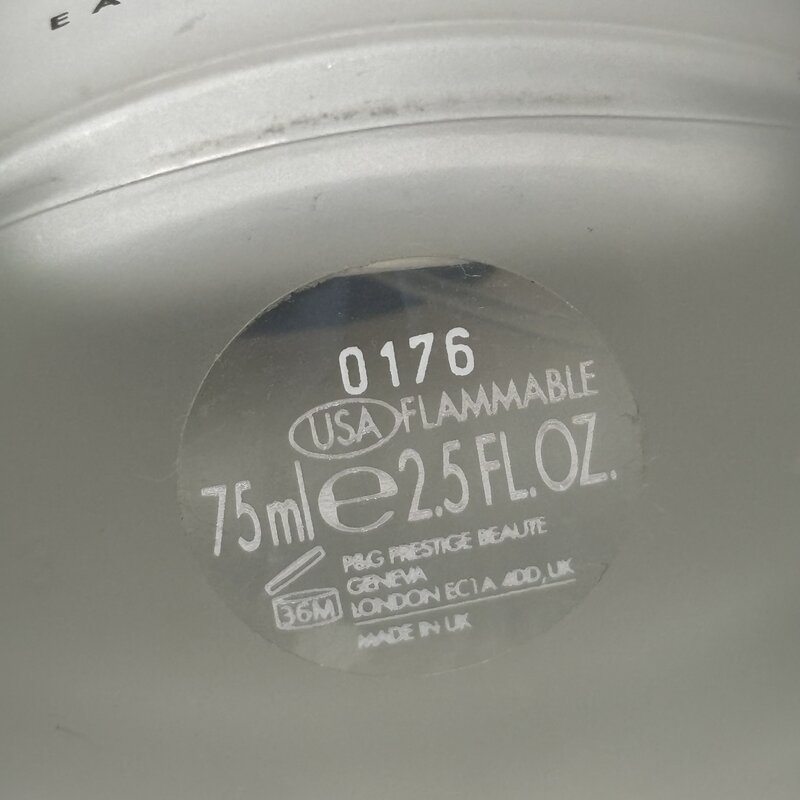 E A
0176
USA FLAMMABLE
75ml e 2.5 FL. OZ.
P&G PRESTIGE BEAUTE
GENEVA
36M LONDON EC1A 4DD, UK
MADE IN UK